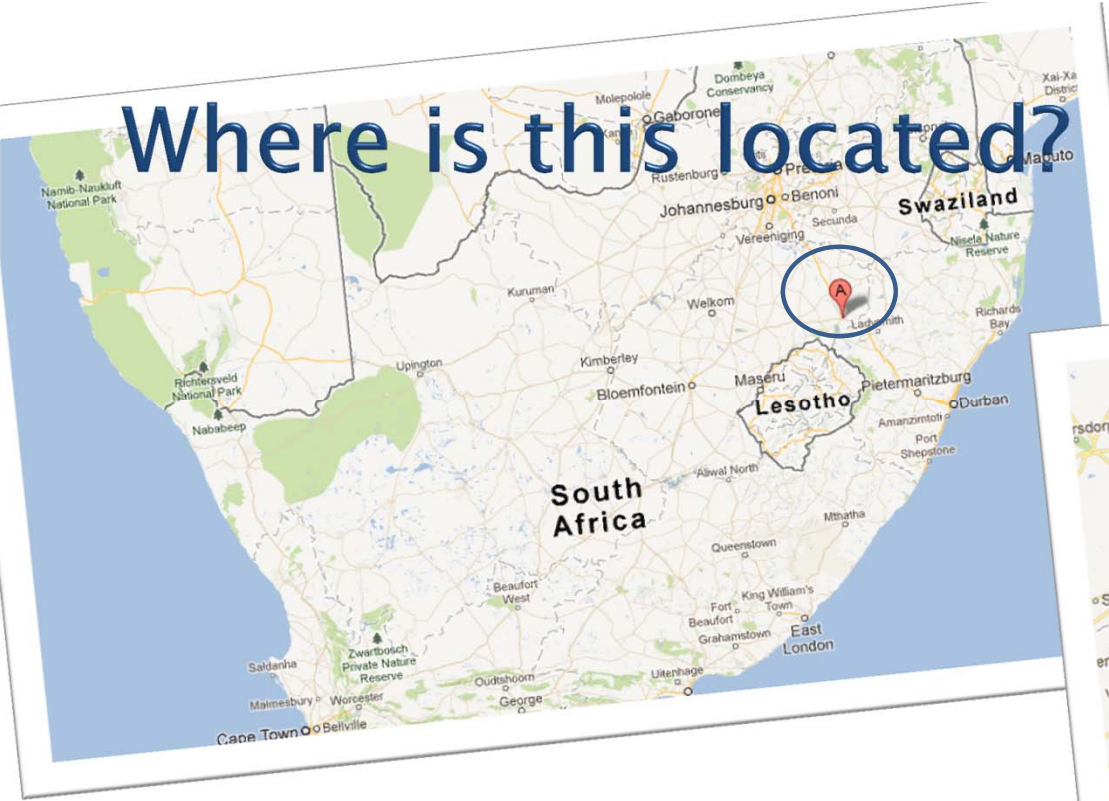 Where is this located?
Dombeya
Conservancy
Xai-Xa
Distric
Molepolole
Gaborone
Namib-Naukluft
National Park
Rustenburg
Maputo
Johannesburg
Benoni
Swaziland
Secunda
Vereeniging
Nisela Nature
Reserve
Kuruman
A
Welkom
Ladysmith
Richards
Bay
Upington
Kimberley
Richtersveld
National Park
Bloemfontein
Maseru
Pietermaritzburg
Lesotho
Durban
Nababeep
Amanzimtoti
Port
Shepstone
rsdorp
Aliwal North
South
Africa
Mthatha
Queenstown
Beaufort
West
King William's
Town
Fort
Beaufort
Grahamstown
East
London
Zwartbosch
Private Nature
Reserve
Saldanha
Uitenhage
Oudtshoorn
Malmesbury
Worcester
George
Cape Town
Bellville